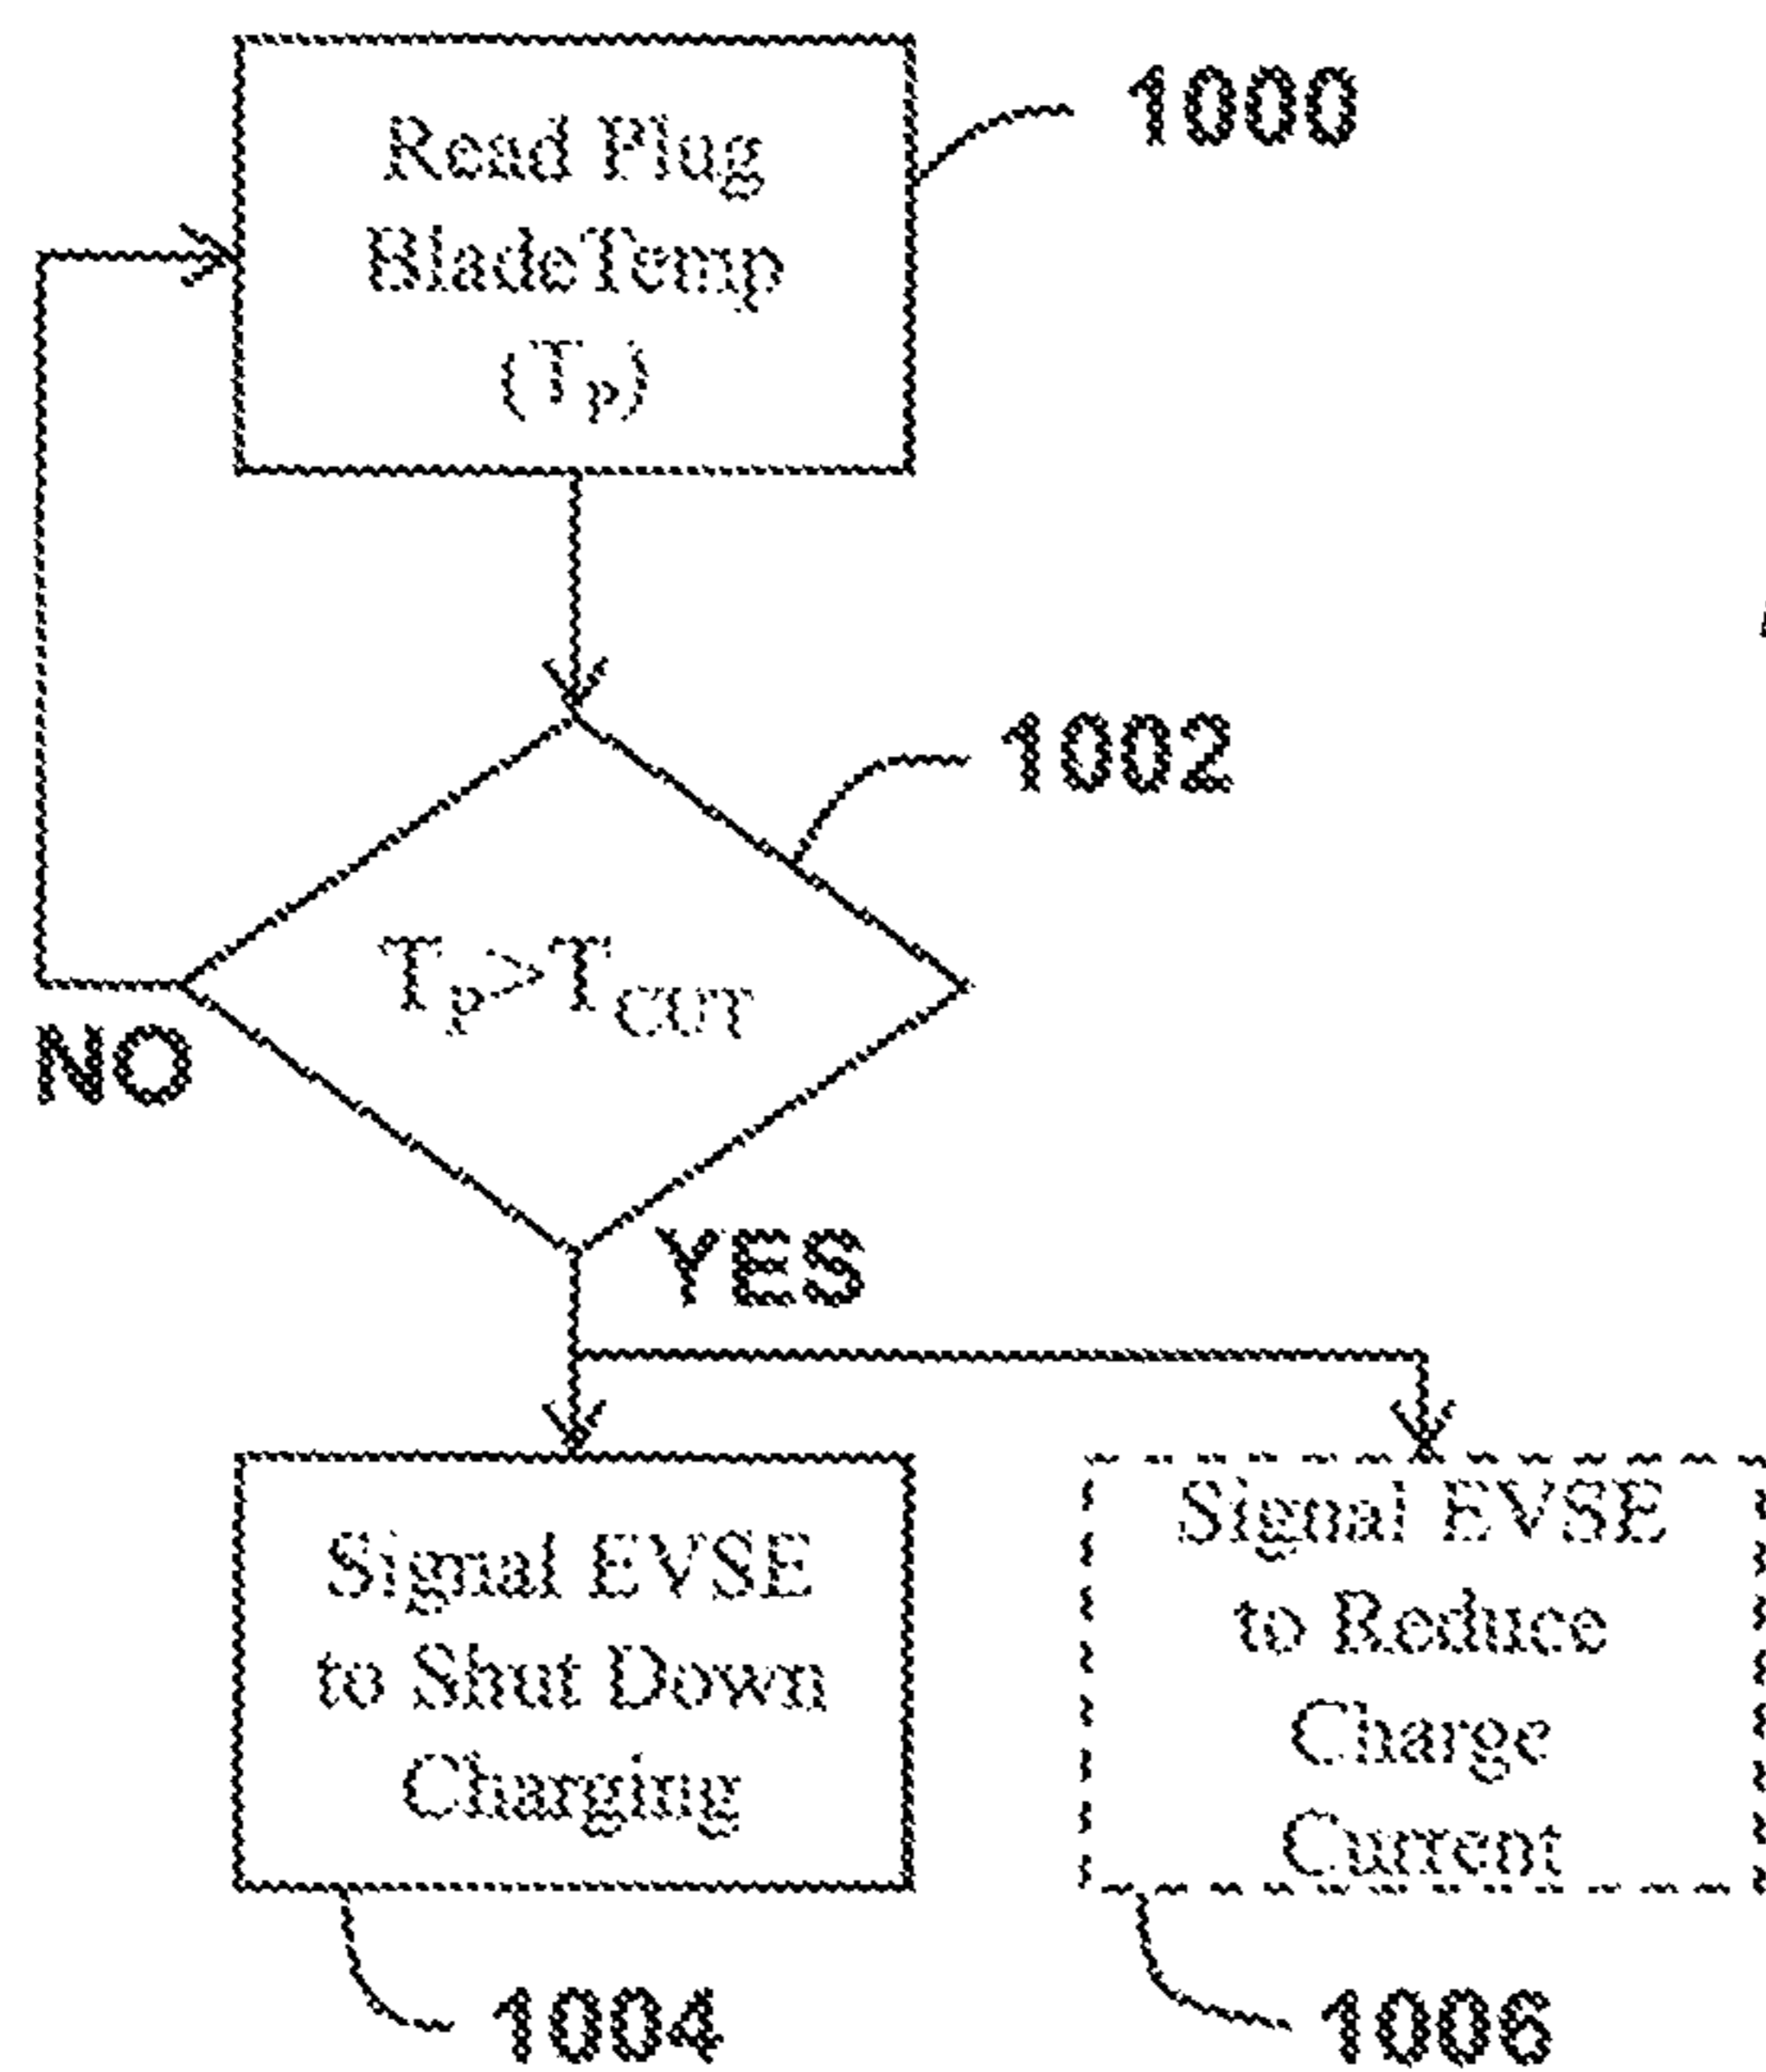 Read Plug
BladeTemp
(Tp)
1000
1002
Tp>TCUT
NO
YES
Signal EVSE
to Shut Down
Charging
Signal EVSE
to Reduce
Charge
Current
1004
1006